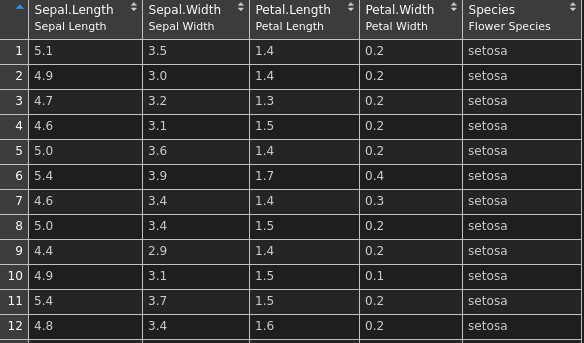 Sepal.Length Sepal.Width Petal.Length Petal.Width Species
Sepal Length Sepal Width Petal Length Petal Width Flower Species
1 5.1 3.5 1.4 0.2 setosa
2 4.9 3.0 1.4 0.2 setosa
3 4.7 3.2 1.3 0.2 setosa
4 4.6 3.1 1.5 0.2 setosa
5 5.0 3.6 1.4 0.2 setosa
6 5.4 3.9 1.7 0.4 setosa
7 4.6 3.4 1.4 0.3 setosa
8 5.0 3.4 1.5 0.2 setosa
9 4.4 2.9 1.4 0.2 setosa
10 4.9 3.1 1.5 0.1 setosa
11 5.4 3.7 1.5 0.2 setosa
12 4.8 3.4 1.6 0.2 setosa